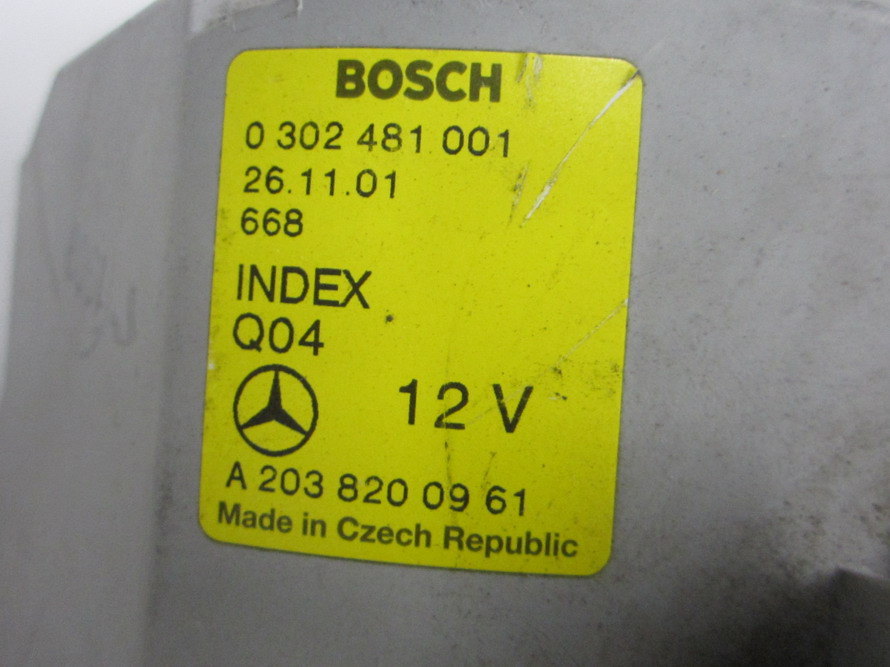 BOSCH
0 302 481 001
26.11.01
668
INDEX
Q04
12 V
A 203 820 09 61
Made in Czech Republic